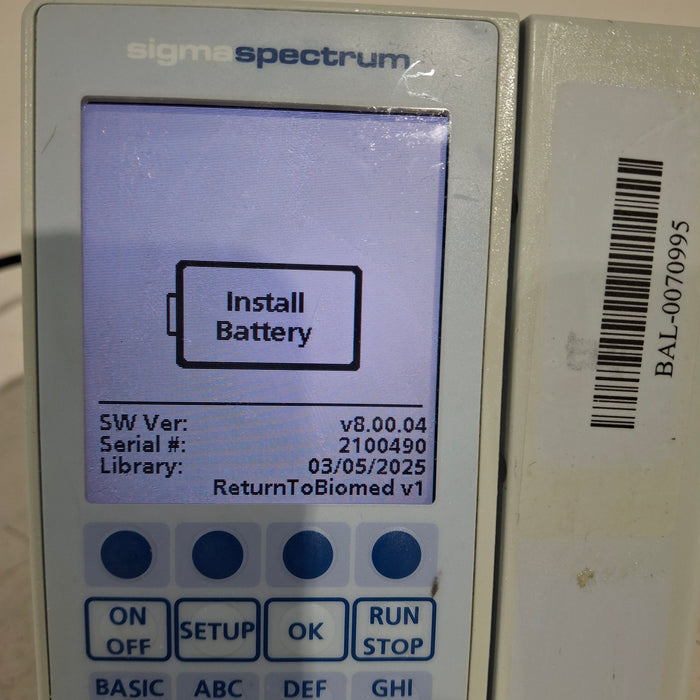 sigmaspectrum
Install
Battery
SW Ver: v8.00.04
Serial #: 2100490
Library: 03/05/2025
ReturnToBiomed v1
ON
OFF
SETUP
OK
RUN
STOP
BASIC
ABC
DEF
GHI
BAL-0070995